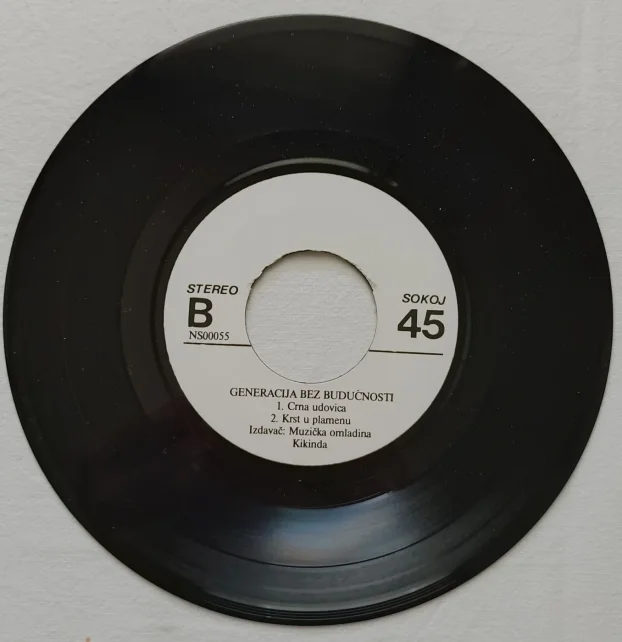 STEREO
B
NS00055
SOKOJ
45
GENERACIJA BEZ BUDUĆNOSTI
1. Crna udovica
2. Krst u plamenu
Izdavač: Muzička omladina
Kikinda